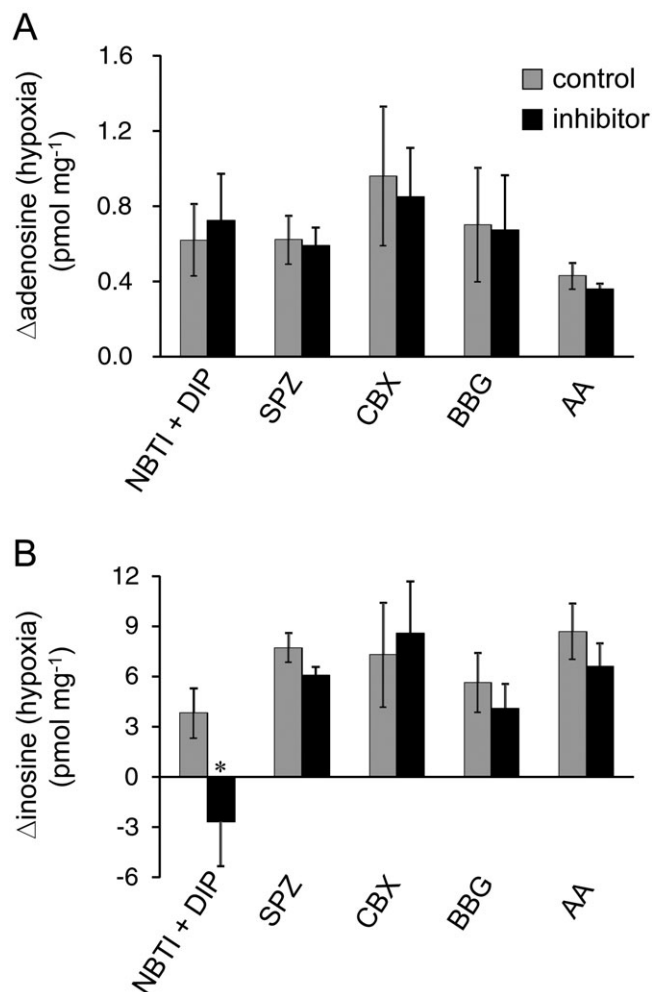 A
1.6
1.2
0.8
0.4
0.0
△adenosine (hypoxia)
(pmol mg⁻¹)
control
inhibitor
NBTI + DIP
SPZ
CBX
BBG
AA
B
12
9
6
3
0
-3
-6
△inosine (hypoxia)
(pmol mg⁻¹)
*
NBTI + DIP
SPZ
CBX
BBG
AA